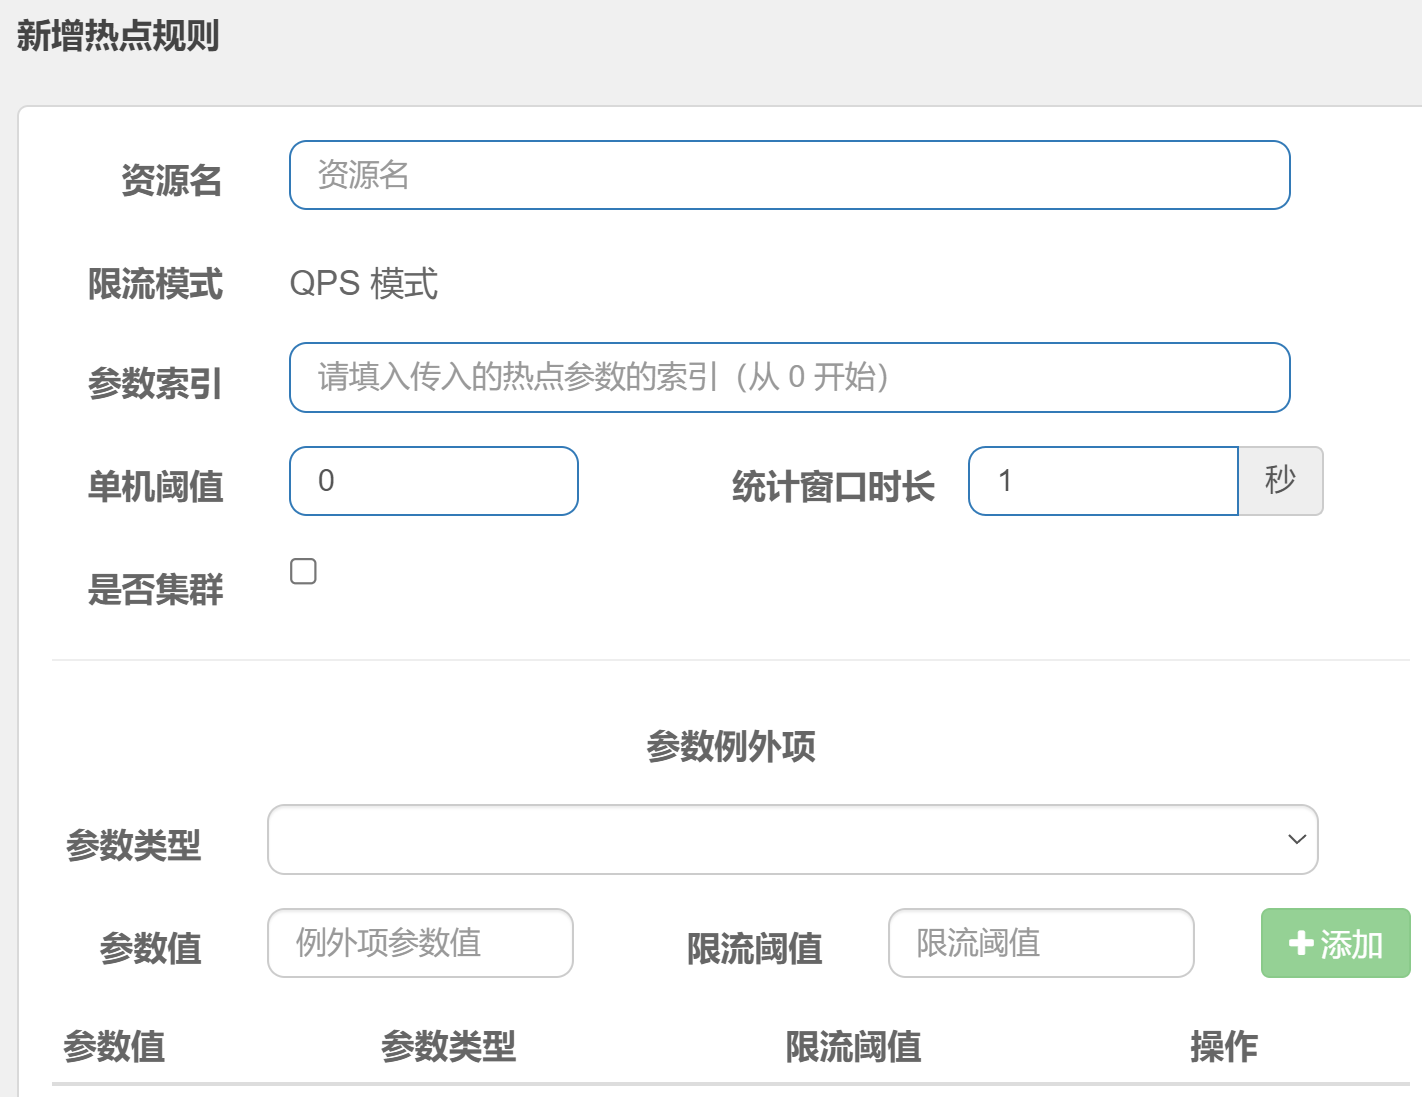 新增热点规则
资源名 资源名
限流模式 QPS 模式
参数索引 请填入传入的热点参数的索引（从 0 开始）
单机阈值 0 统计窗口时长 1 秒
是否集群
参数例外项
参数类型
参数值 例外项参数值 限流阈值 限流阈值 添加
参数值 参数类型 限流阈值 操作